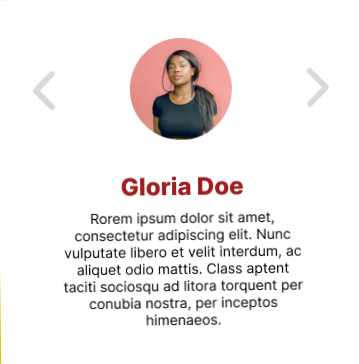 Gloria Doe
Rorem ipsum dolor sit amet,
consectetur adipiscing elit. Nunc
vulputate libero et velit interdum, ac
aliquet odio mattis. Class aptent
taciti sociosqu ad litora torquent per
conubia nostra, per inceptos
himenaeos.